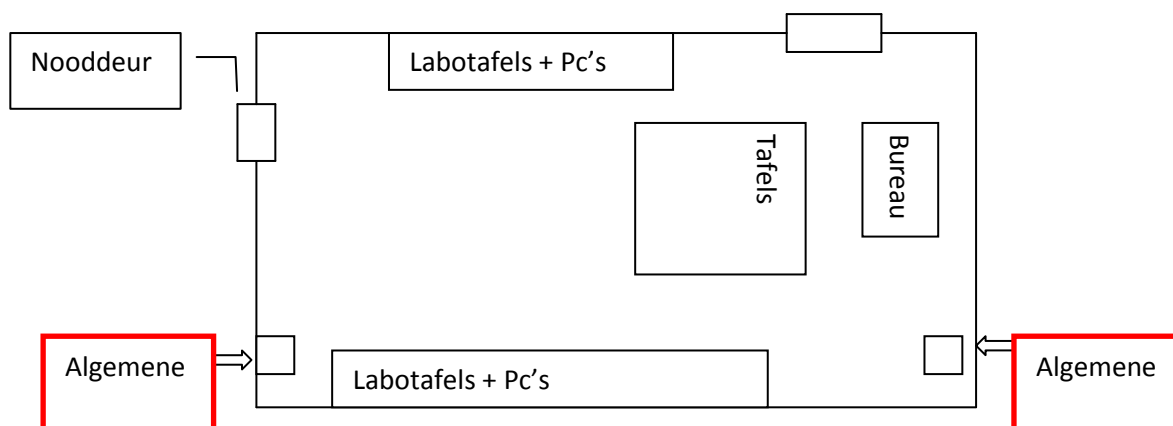 Nooddeur
Labotafels + Pc’s
Tafels
Bureau
Algemene
Labotafels + Pc’s
Algemene